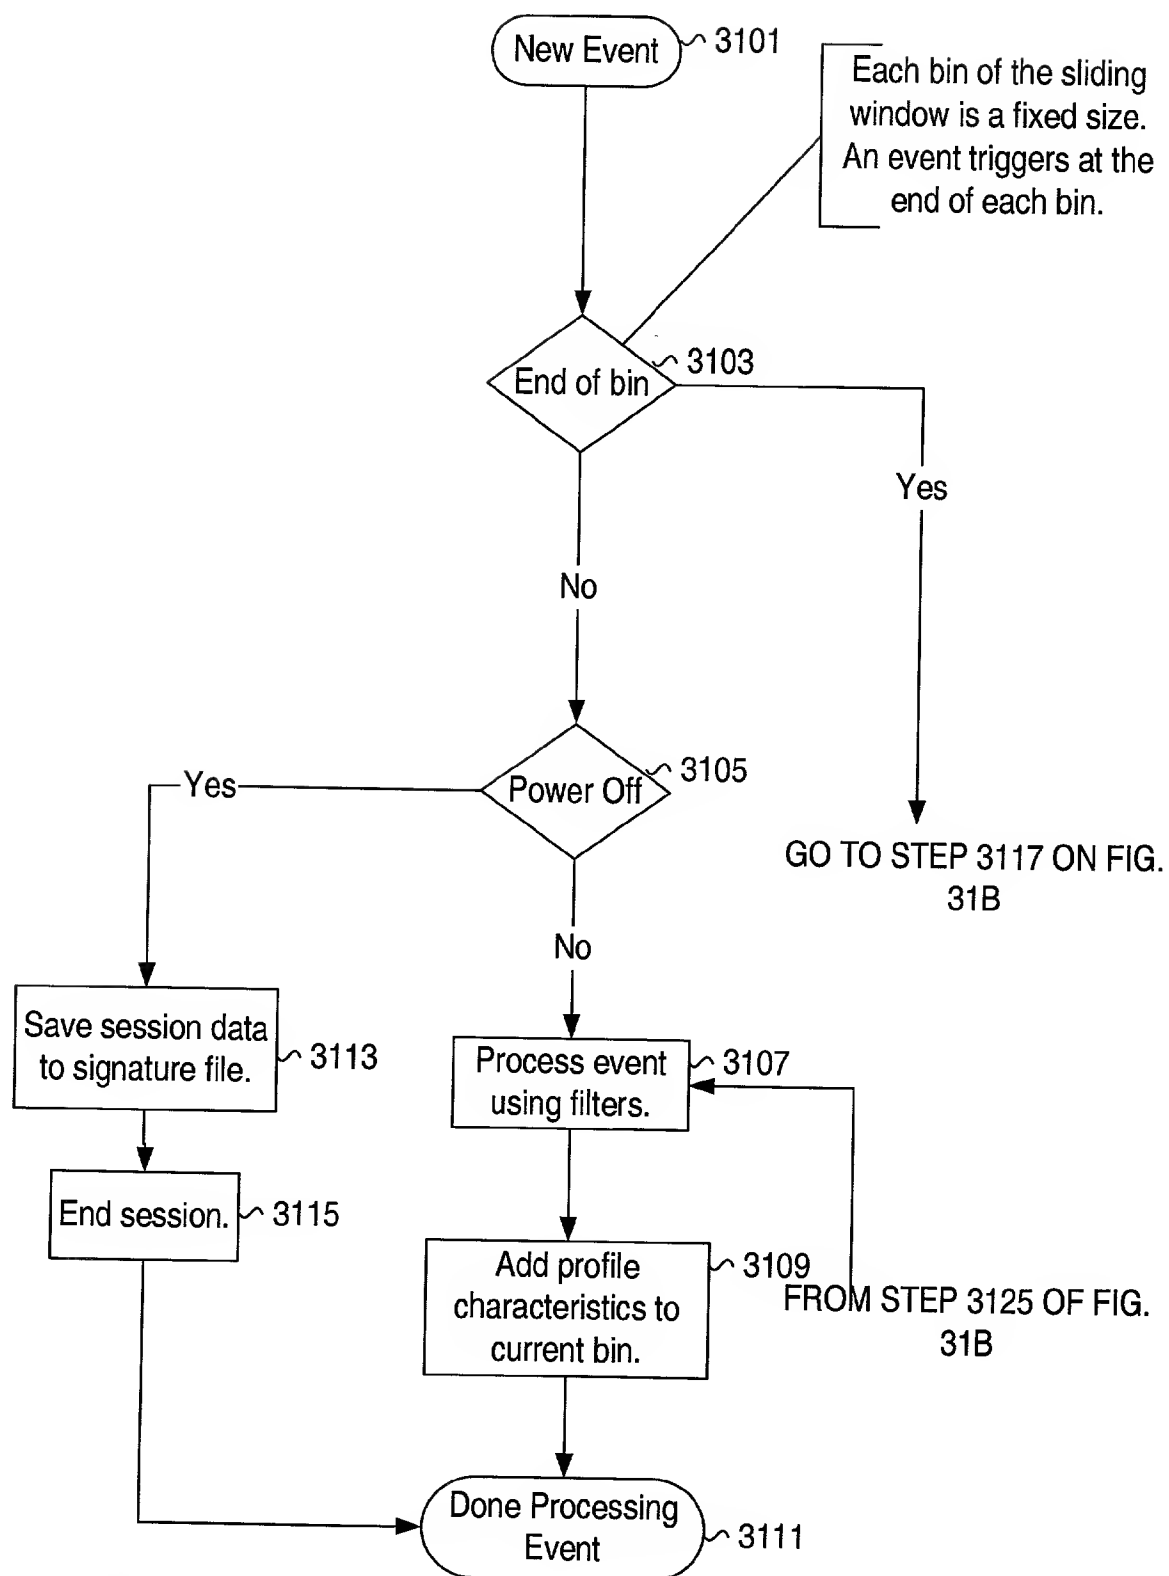 New Event
3101
Each bin of the sliding
window is a fixed size.
An event triggers at the
end of each bin.
End of bin
3103
Yes
No
Power Off
3105
Yes
GO TO STEP 3117 ON FIG.
31B
No
Save session data
to signature file.
3113
Process event
using filters.
3107
End session.
3115
Add profile
characteristics to
current bin.
3109
FROM STEP 3125 OF FIG.
31B
Done Processing
Event
3111